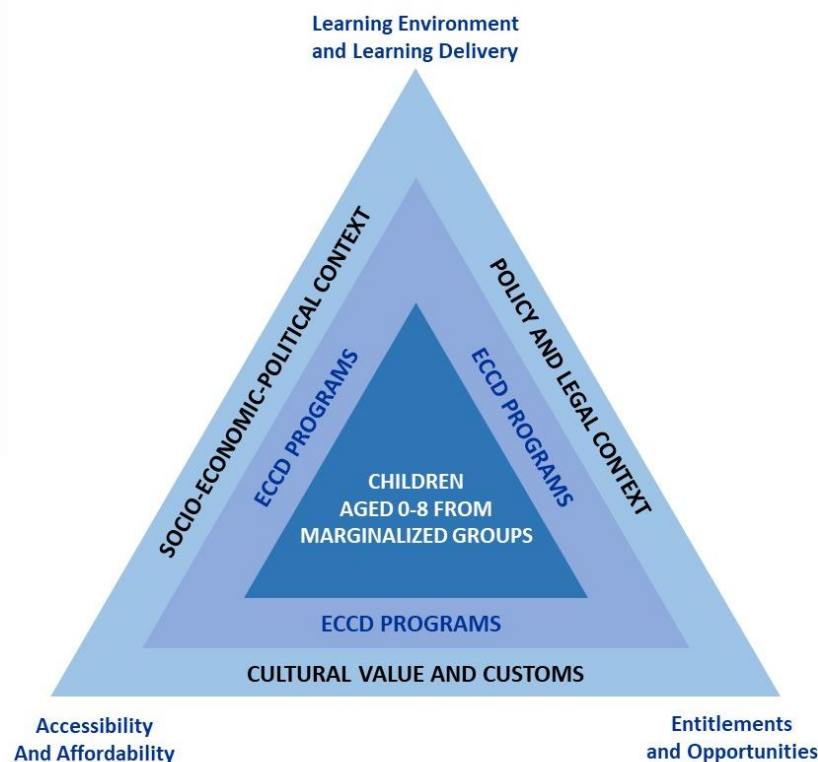 Learning Environment
and Learning Delivery
SOCIO-ECONOMIC-POLITICAL CONTEXT
POLICY AND LEGAL CONTEXT
ECCD PROGRAMS
ECCD PROGRAMS
CHILDREN
AGED 0-8 FROM
MARGINALIZED GROUPS
ECCD PROGRAMS
CULTURAL VALUE AND CUSTOMS
Accessibility
And Affordability
Entitlements
and Opportunities